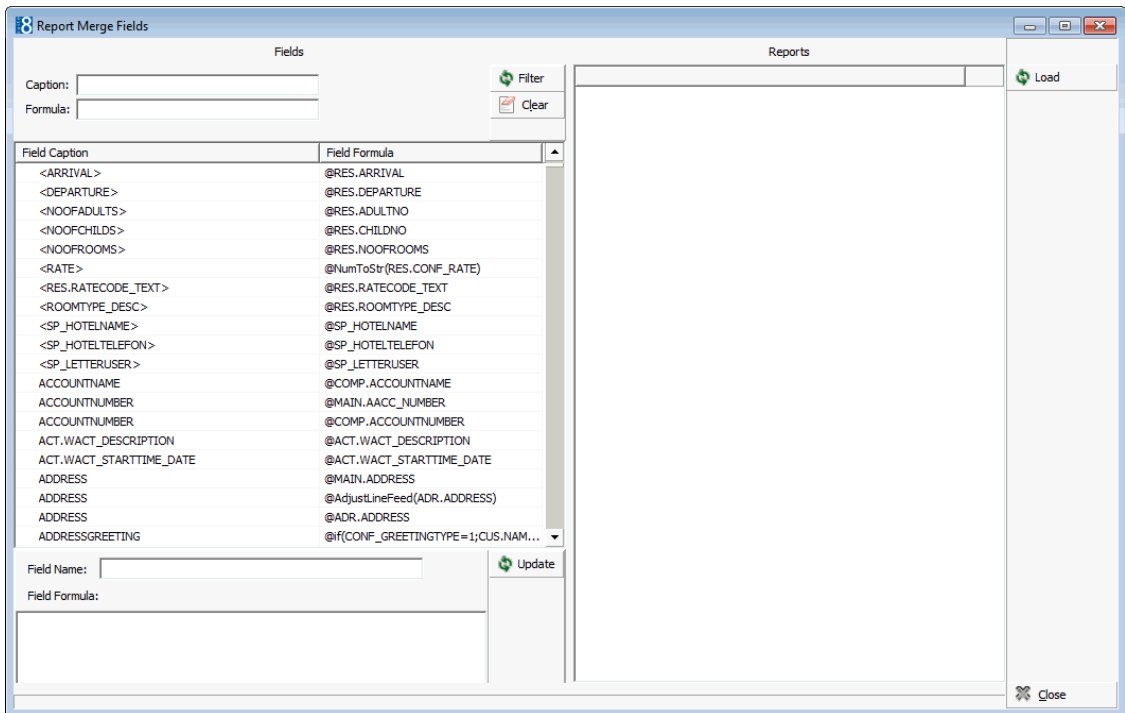 8 Report Merge Fields
Fields
Reports
Caption:
Filter
Load
Formula:
Clear
Field Caption Field Formula
<ARRIVAL> @RES.ARRIVAL
<DEPARTURE> @RES.DEPARTURE
<NOOFADULTS> @RES.ADULTNO
<NOOFCHILDS> @RES.CHILDNO
<NOOFROOMS> @RES.NOOFROOMS
<RATE> @NumToStr(RES.CONF_RATE)
<RES.RATECODE_TEXT> @RES.RATECODE_TEXT
<ROOMTYPE_DESC> @RES.ROOMTYPE_DESC
<SP_HOTELNAME> @SP_HOTELNAME
<SP_HOTELTELEFON> @SP_HOTELTELEFON
<SP_LETTERUSER> @SP_LETTERUSER
ACCOUNTNAME @COMP.ACCOUNTNAME
ACCOUNTNUMBER @MAIN.AACC_NUMBER
ACCOUNTNUMBER @COMP.ACCOUNTNUMBER
ACT.WACT_DESCRIPTION @ACT.WACT_DESCRIPTION
ACT.WACT_STARTTIME_DATE @ACT.WACT_STARTTIME_DATE
ADDRESS @MAIN.ADDRESS
ADDRESS @AdjustLineFeed(ADR.ADDRESS)
ADDRESS @ADR.ADDRESS
ADDRESSGREETING @if(CONF_GREETINGTYPE=1;CUS.NAM...
Field Name:
Update
Field Formula:
Close